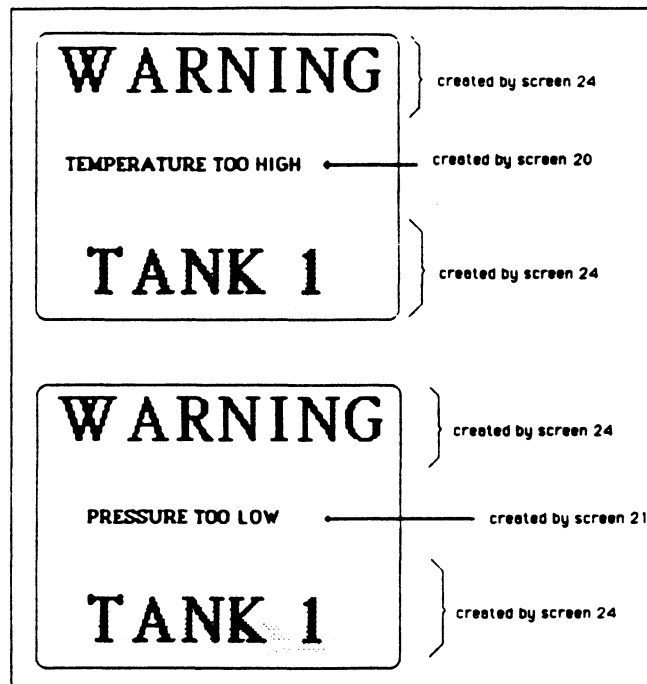 WARNING
created by screen 24
TEMPERATURE TOO HIGH
created by screen 20
TANK 1
created by screen 24
WARNING
created by screen 24
PRESSURE TOO LOW
created by screen 21
TANK 1
created by screen 24